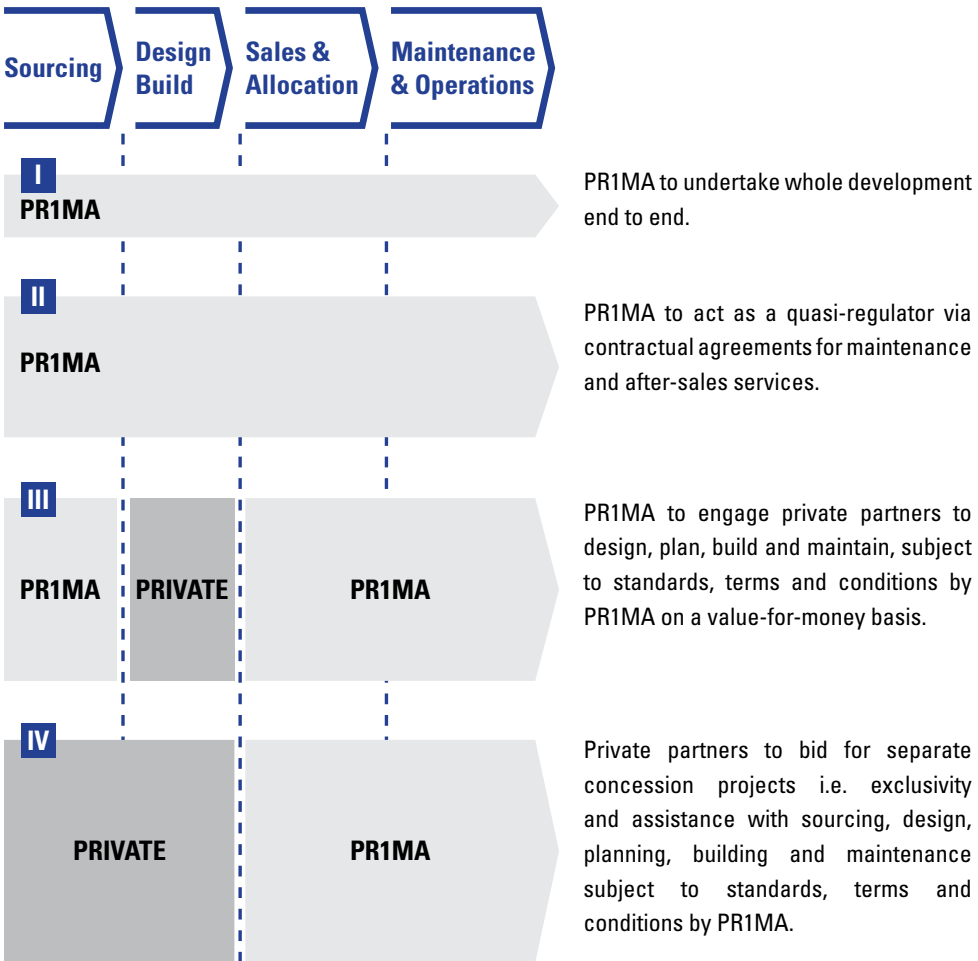 Sourcing
Design
Build
Sales &
Allocation
Maintenance
& Operations
I
PR1MA
PR1MA to undertake whole development
end to end.
II
PR1MA
PR1MA to act as a quasi-regulator via
contractual agreements for maintenance
and after-sales services.
III
PR1MA
PRIVATE
PR1MA
PR1MA to engage private partners to
design, plan, build and maintain, subject
to standards, terms and conditions by
PR1MA on a value-for-money basis.
IV
PRIVATE
PR1MA
Private partners to bid for separate
concession projects i.e. exclusivity
and assistance with sourcing, design,
planning, building and maintenance
subject to standards, terms and
conditions by PR1MA.